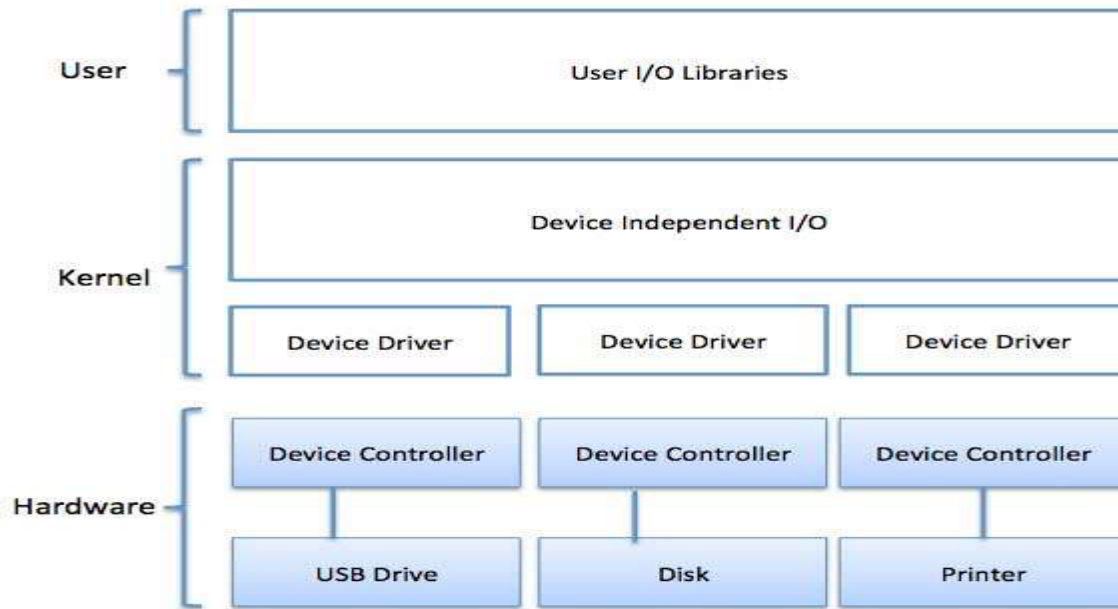 User
User I/O Libraries
Kernel
Device Independent I/O
Device Driver
Device Driver
Device Driver
Hardware
Device Controller
Device Controller
Device Controller
USB Drive
Disk
Printer